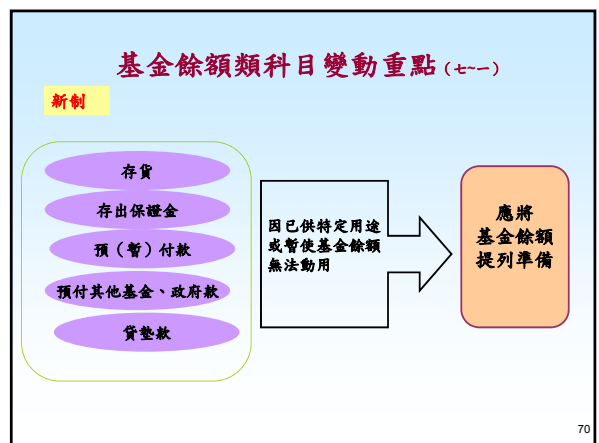 基金餘額類科目變動重點(七~一)
新制
存貨
存出保證金
預（暫）付款
預付其他基金、政府款
貸墊款
因已供特定用途
或暫使基金餘額
無法動用
應將
基金餘額
提列準備
70